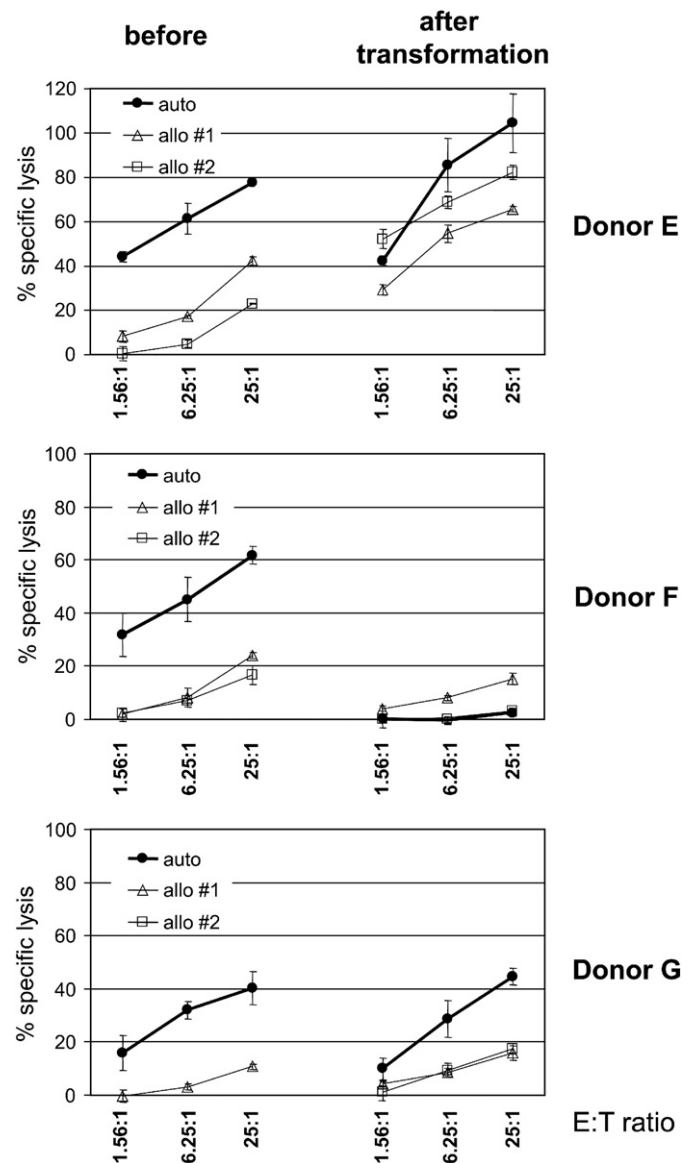 before
after
transformation
120
100
80
60
40
20
0
% specific lysis
auto
allo #1
allo #2
1.56:1
6.25:1
25:1
1.56:1
6.25:1
25:1
Donor E
100
80
60
40
20
0
% specific lysis
auto
allo #1
allo #2
1.56:1
6.25:1
25:1
1.56:1
6.25:1
25:1
Donor F
100
80
60
40
20
0
% specific lysis
auto
allo #1
allo #2
1.56:1
6.25:1
25:1
1.56:1
6.25:1
25:1
Donor G
E:T ratio